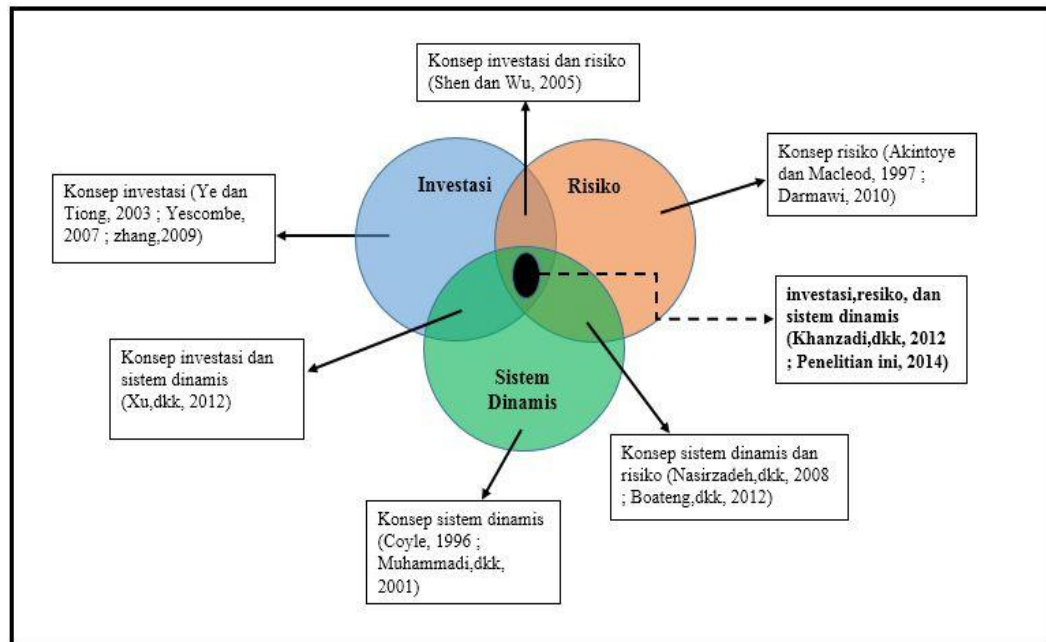 Konsep investasi dan risiko
(Shen dan Wu, 2005)
Investasi
Risiko
Konsep risiko (Akintoye
dan Macleod, 1997 ;
Darmawi, 2010)
Konsep investasi (Ye dan
Tiong, 2003 ; Yescombe,
2007 ; zhang,2009)
investasi,resiko, dan
sistem dinamis
(Khanzadi,dkk, 2012
; Penelitian ini, 2014)
Konsep investasi dan
sistem dinamis
(Xu,dkk, 2012)
Sistem
Dinamis
Konsep sistem dinamis dan
risiko (Nasirzadeh,dkk, 2008
; Boateng,dkk, 2012)
Konsep sistem dinamis
(Coyle, 1996 ;
Muhammadi,dkk,
2001)